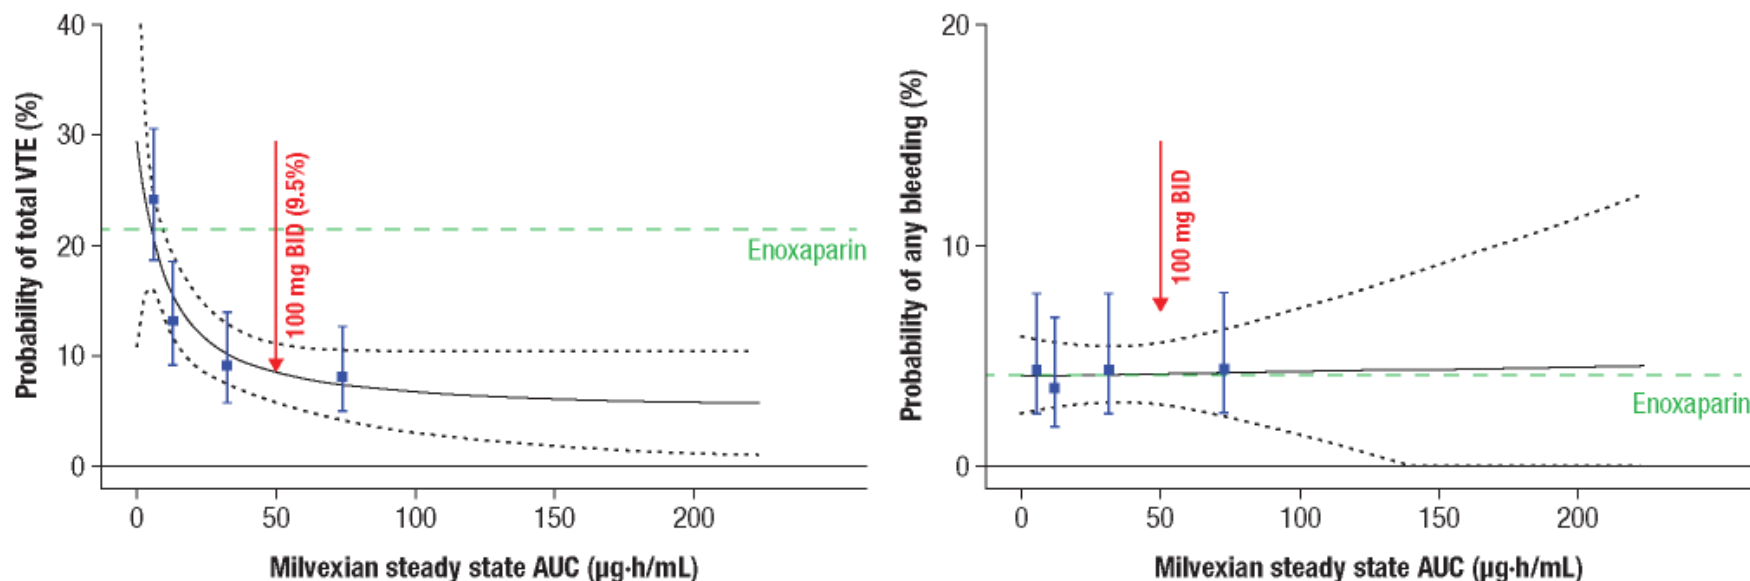 Probability of total VTE (%)
40
30
20
10
0
100 mg BID (9.5%)
Enoxaparin
0 50 100 150 200
Milvexian steady state AUC (µg·h/mL)
Probability of any bleeding (%)
20
10
0
100 mg BID
Enoxaparin
0 50 100 150 200
Milvexian steady state AUC (µg·h/mL)